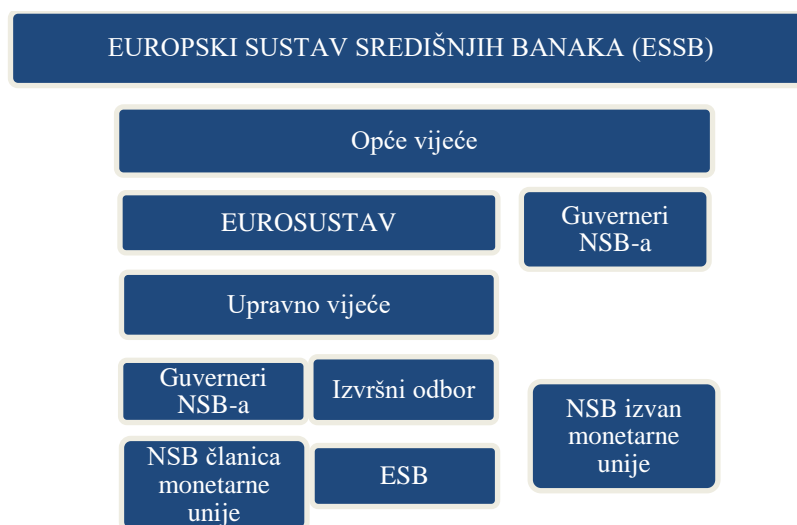 EUROPSKI SUSTAV SREDIŠNJIH BANAKA (ESSB)
Opće vijeće
EUROSUSTAV
Guverneri
NSB-a
Upravno vijeće
Guverneri
NSB-a
Izvršni odbor
NSB izvan
monetarne
unije
NSB članica
monetarne
unije
ESB